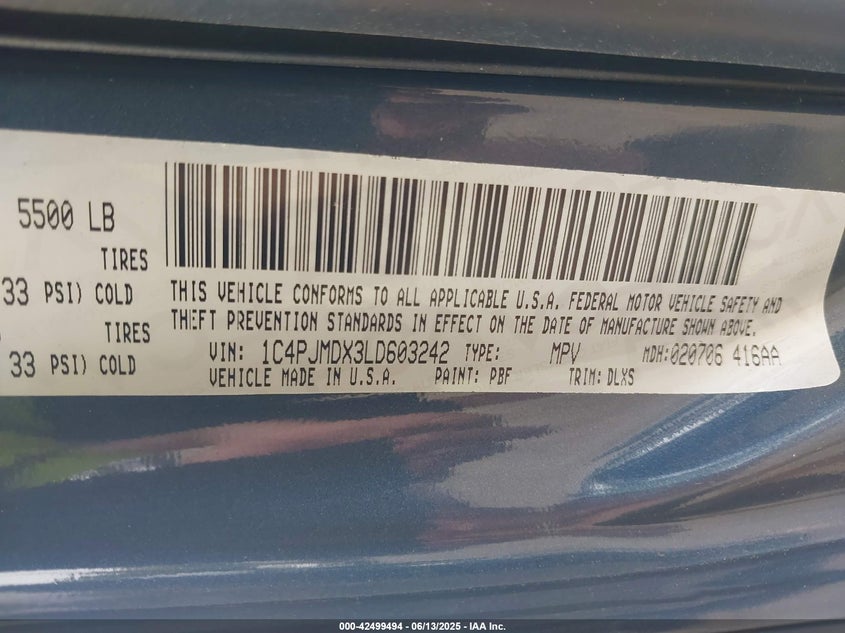 5500 LB
TIRES
33 PSI) COLD
TIRES
33 PSI) COLD
THIS VEHICLE CONFORMS TO ALL APPLICABLE U.S.A. FEDERAL MOTOR VEHICLE SAFETY AND
THEFT PREVENTION STANDARDS IN EFFECT ON THE DATE OF MANUFACTURE SHOWN ABOVE.
VIN: 1C4PJMDX3LD603242 TYPE: MPV MDH:020706 416AA
VEHICLE MADE IN U.S.A. PAINT: PBF TRIM: DLXS
000-42499494 - 06/13/2025 - IAA Inc.